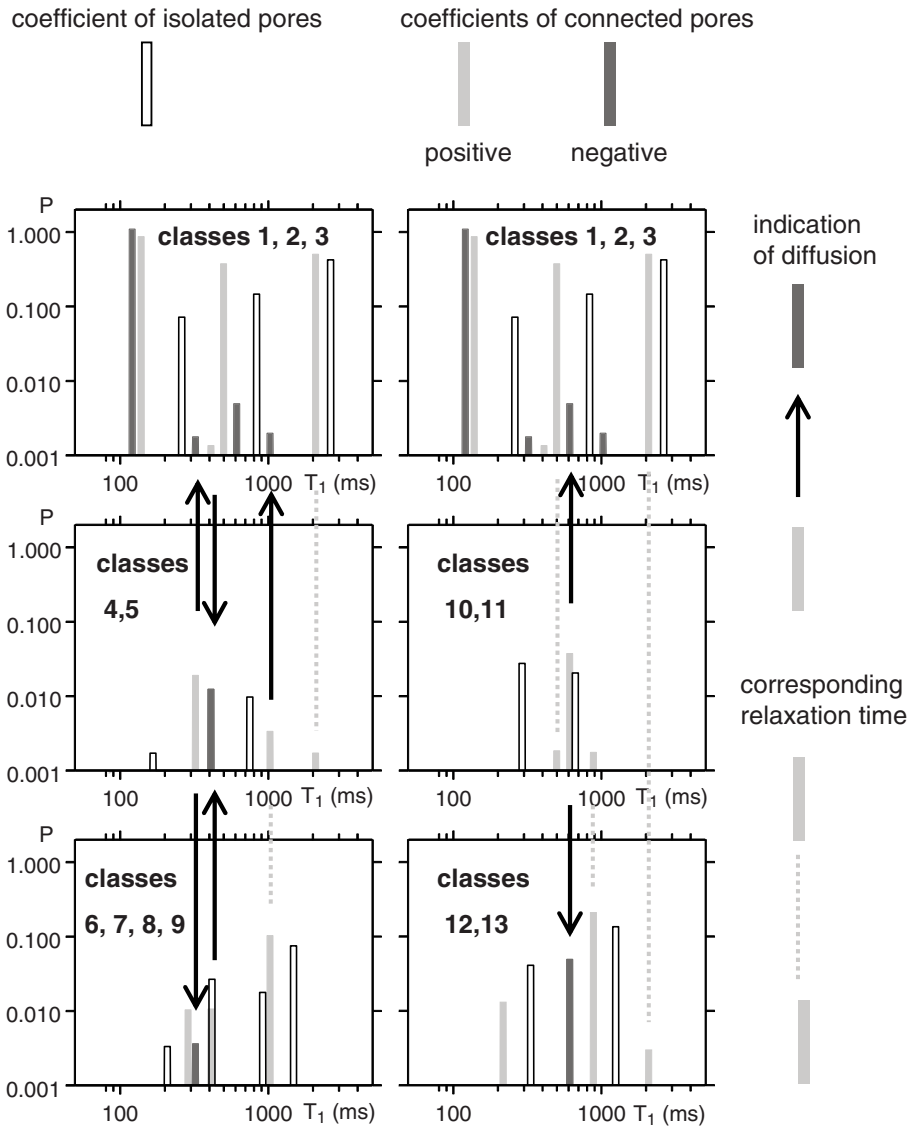 coefficient of isolated pores
coefficients of connected pores
positive
negative
P
1.000
0.100
0.010
0.001
classes 1, 2, 3
100
1000
T1 (ms)
classes 1, 2, 3
100
1000
T1 (ms)
indication
of diffusion
P
1.000
0.100
0.010
0.001
classes
4,5
100
1000
T1 (ms)
classes
10,11
100
1000
T1 (ms)
corresponding
relaxation time
P
1.000
0.100
0.010
0.001
classes
6, 7, 8, 9
100
1000
T1 (ms)
classes
12,13
100
1000
T1 (ms)